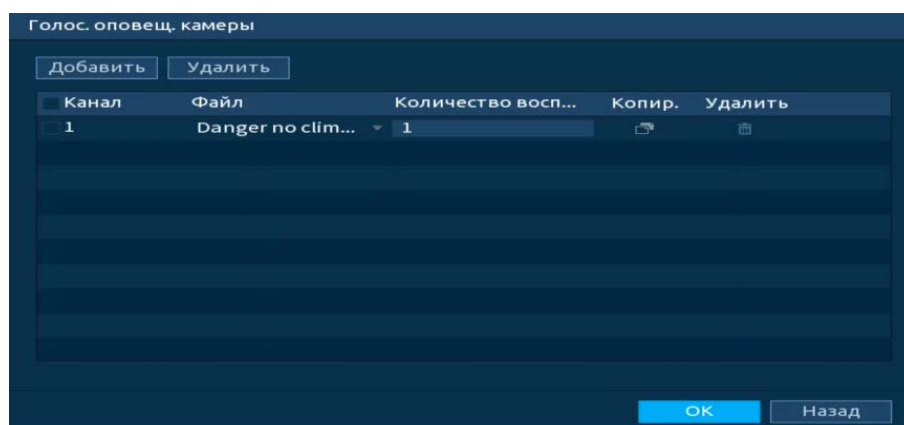 Голос. оповещ. камеры
Добавить Удалить
Канал Файл Количество восп... Копир. Удалить
1 Danger no clim... 1
OK Назад